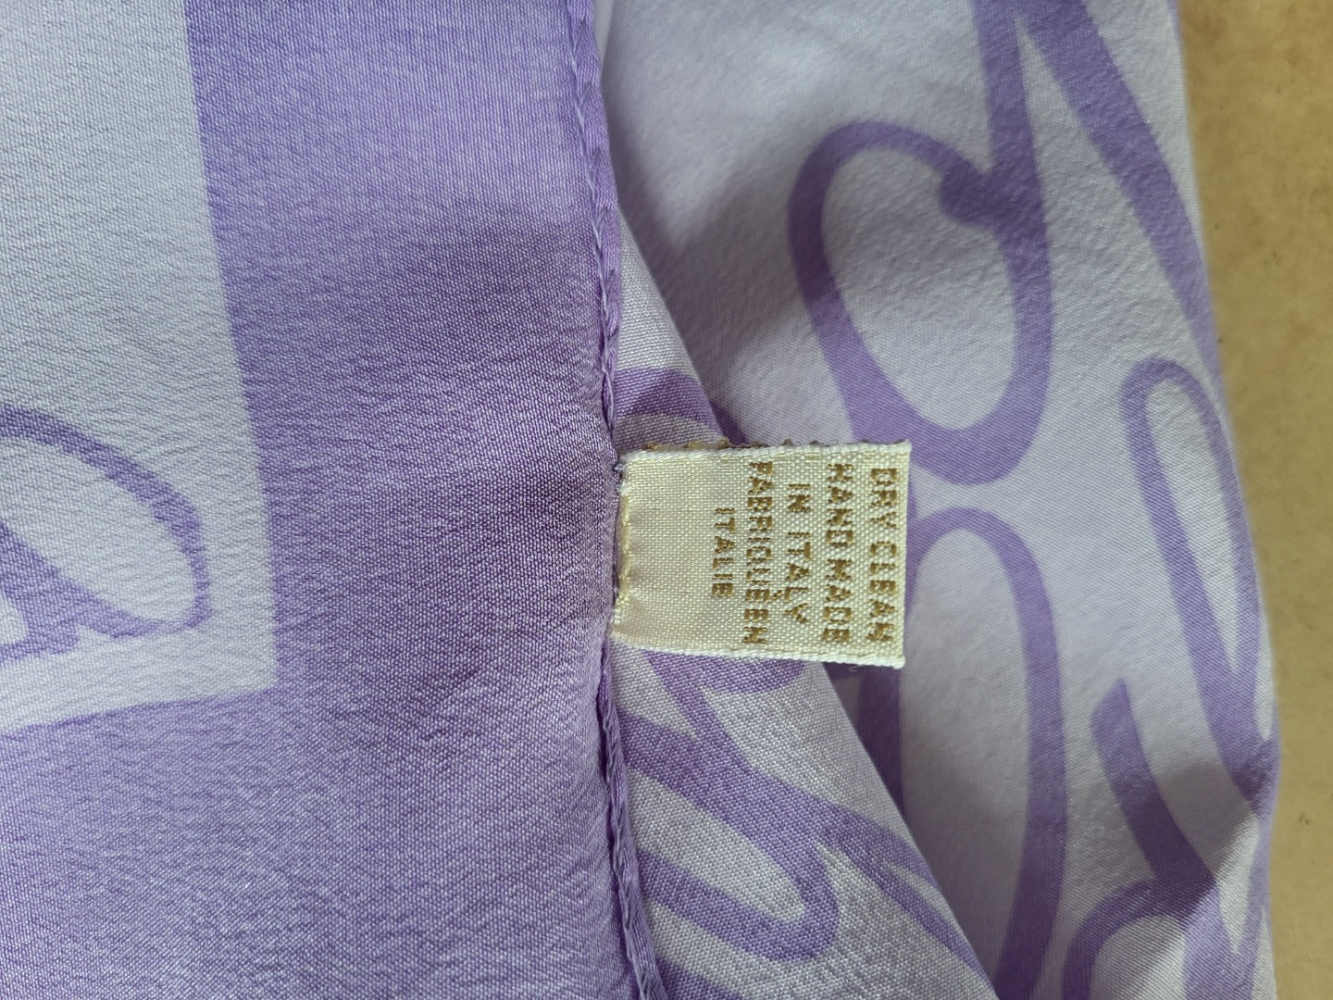 DRY CLEAN
HAND MADE
IN ITALY
FABRIQUÉ EN
ITALIE